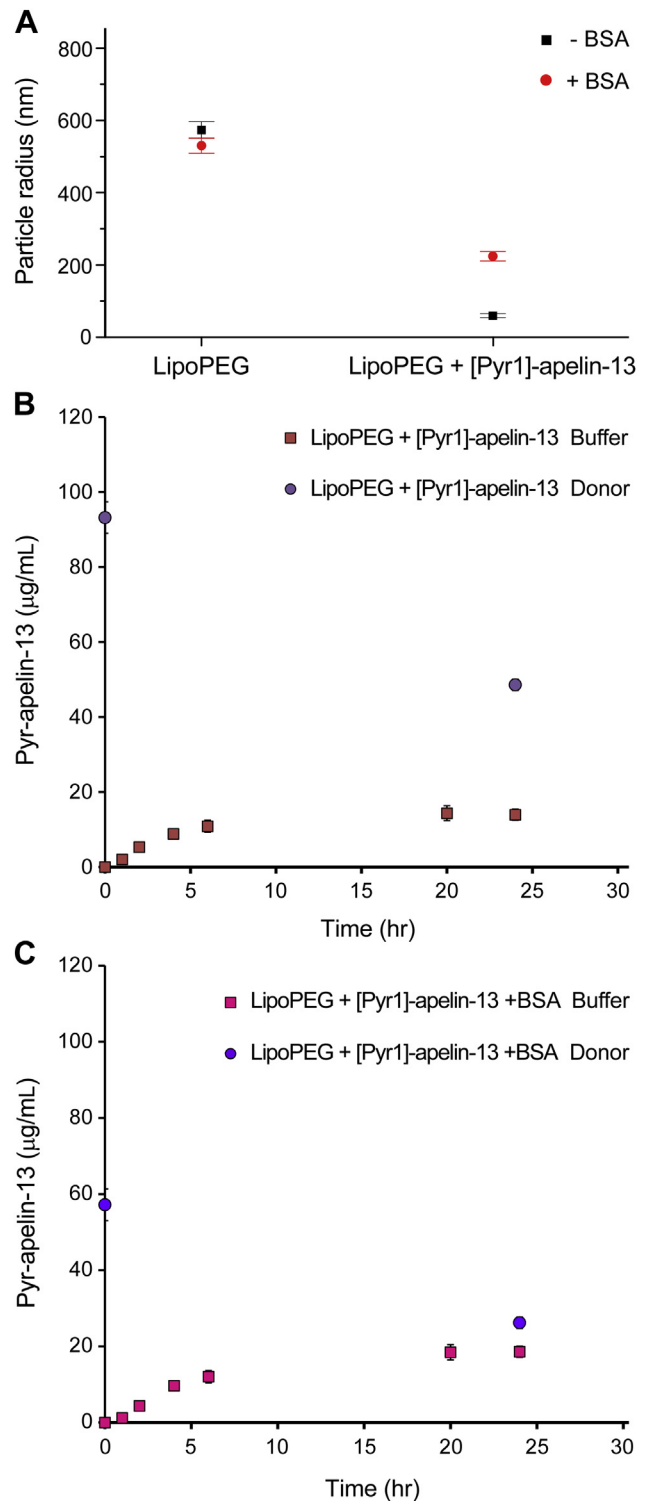 A
Particle radius (nm)
800
600
400
200
0
- BSA
+ BSA
LipoPEG
LipoPEG + [Pyr1]-apelin-13
B
Pyr-apelin-13 (μg/mL)
120
100
80
60
40
20
0
LipoPEG + [Pyr1]-apelin-13 Buffer
LipoPEG + [Pyr1]-apelin-13 Donor
0 5 10 15 20 25 30
Time (hr)
C
Pyr-apelin-13 (μg/mL)
120
100
80
60
40
20
0
LipoPEG + [Pyr1]-apelin-13 +BSA Buffer
LipoPEG + [Pyr1]-apelin-13 +BSA Donor
0 5 10 15 20 25 30
Time (hr)